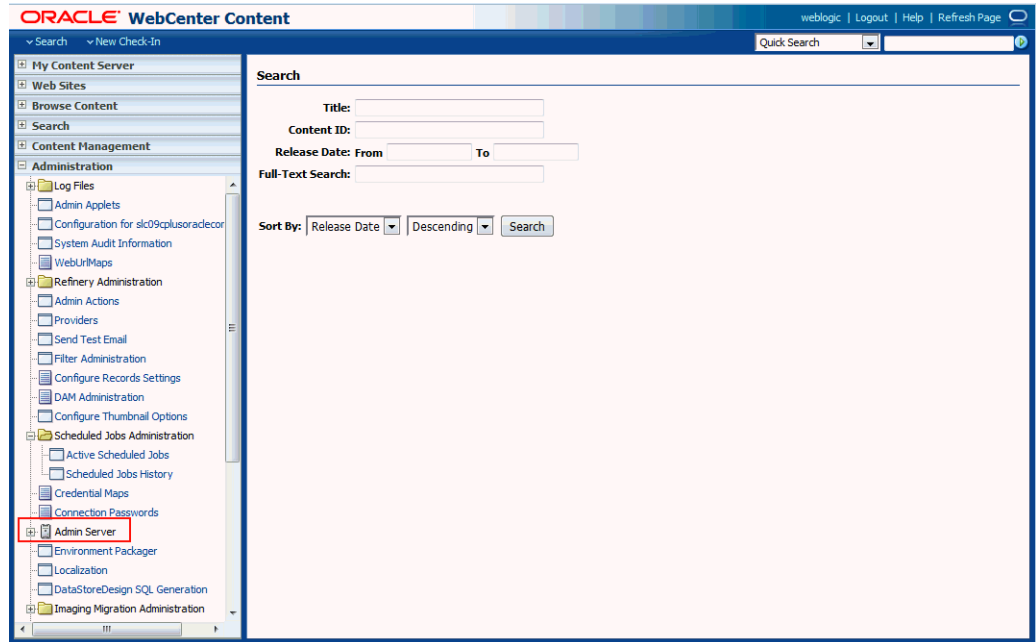 ORACLE® WebCenter Content
weblogic | Logout | Help | Refresh Page
Search New Check-In
Quick Search
My Content Server
Web Sites
Browse Content
Search
Content Management
Administration
Log Files
Admin Applets
Configuration for slc09cplusoraclecor
System Audit Information
WebUrlMaps
Refinery Administration
Admin Actions
Providers
Send Test Email
Filter Administration
Configure Records Settings
DAM Administration
Configure Thumbnail Options
Scheduled Jobs Administration
Active Scheduled Jobs
Scheduled Jobs History
Credential Maps
Connection Passwords
Admin Server
Environment Packager
Localization
DataStoreDesign SQL Generation
Imaging Migration Administration
Search
Title:
Content ID:
Release Date: From To
Full-Text Search:
Sort By: Release Date Descending Search